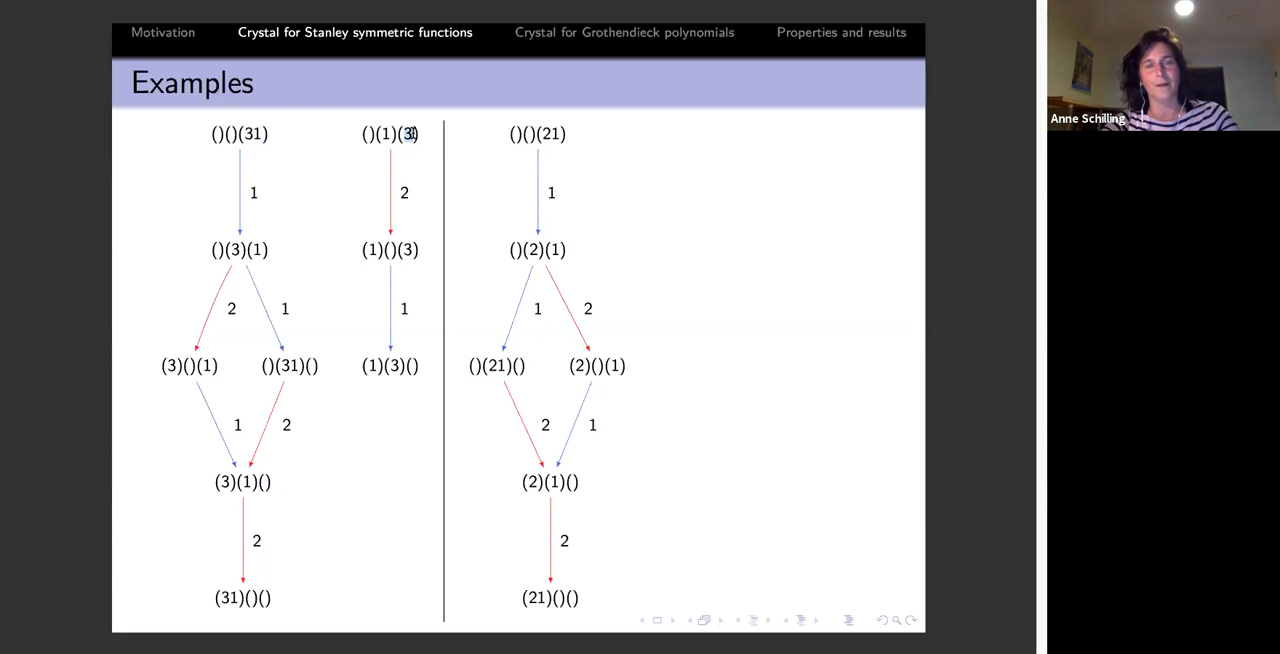 Motivation Crystal for Stanley symmetric functions Crystal for Grothendieck polynomials Properties and results
Examples
()()(31) ()(1)(3) ()()(21)
1 2 1
()(3)(1) (1)()(3) ()(2)(1)
2 1 1 1 2
(3)()(1) ()(31)() (1)(3)() ()(21)() (2)()(1)
1 2 2 1
(3)(1)() (2)(1)()
2 2
(31)()() (21)()()
Anne Schilling